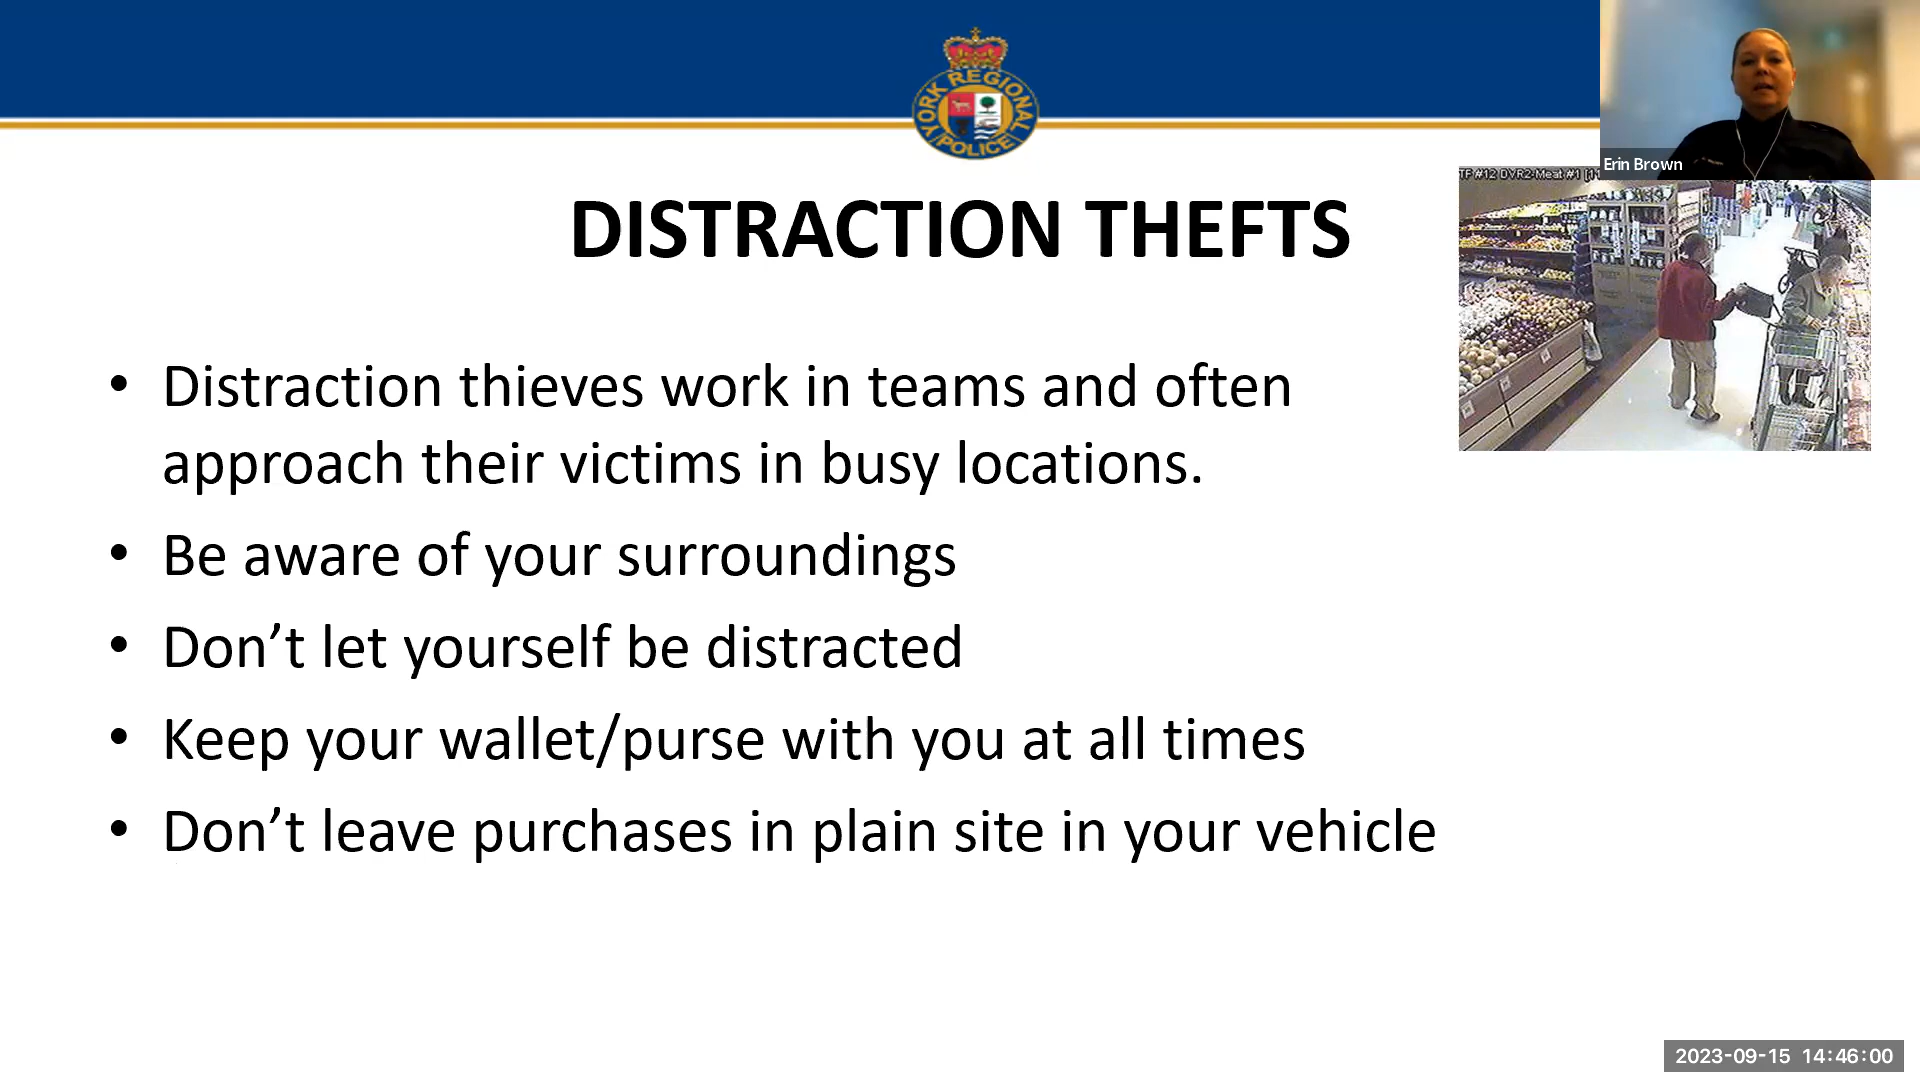 YORK REGIONAL
POLICE
Erin Brown
TF #12 DVR2-Meat #1 [1
DISTRACTION THEFTS
• Distraction thieves work in teams and often
approach their victims in busy locations.
• Be aware of your surroundings
• Don’t let yourself be distracted
• Keep your wallet/purse with you at all times
• Don’t leave purchases in plain site in your vehicle
2023-09-15 14:46:00